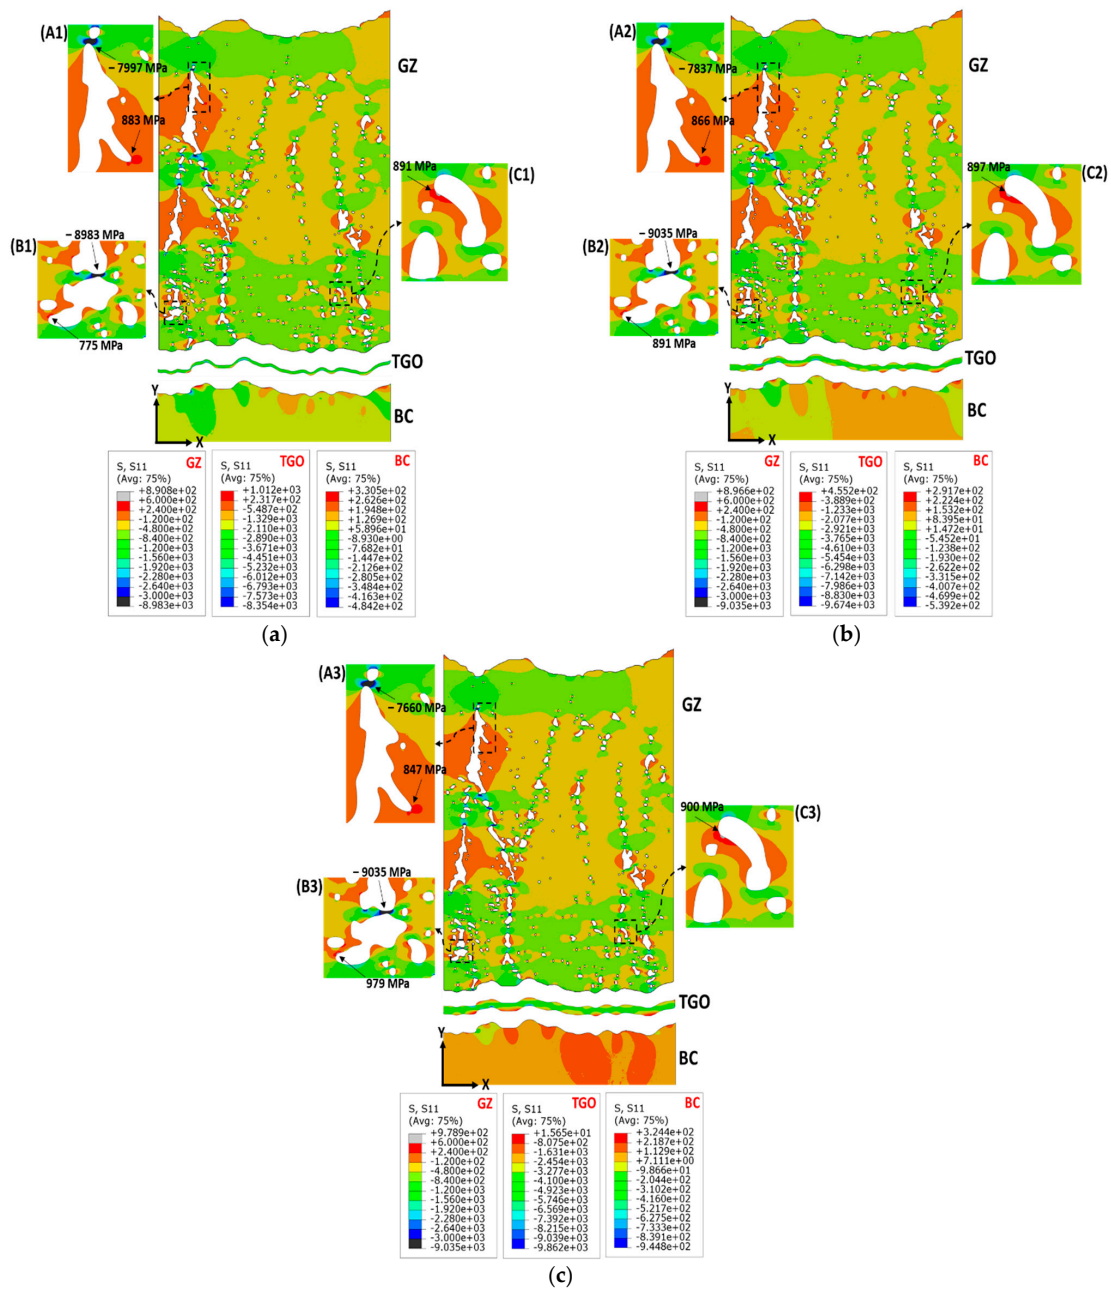 (A1)
− 7997 MPa
883 MPa
GZ
891 MPa
(C1)
(B1)
− 8983 MPa
775 MPa
TGO
Y
BC
X
S, S11 GZ
(Avg: 75%)
+8.908e+02
+6.000e+02
+2.400e+02
-1.200e+02
-4.800e+02
-8.400e+02
-1.200e+03
-1.560e+03
-1.920e+03
-2.280e+03
-2.640e+03
-3.000e+03
-8.983e+03
S, S11 TGO
(Avg: 75%)
+1.012e+03
+2.317e+02
-5.487e+02
-1.329e+03
-2.110e+03
-2.890e+03
-3.671e+03
-4.451e+03
-5.232e+03
-6.012e+03
-6.793e+03
-7.573e+03
-8.354e+03
S, S11 BC
(Avg: 75%)
+3.305e+02
+2.626e+02
+1.948e+02
+1.269e+02
+5.896e+01
-8.930e+00
-7.682e+01
-1.447e+02
-2.126e+02
-2.805e+02
-3.484e+02
-4.163e+02
-4.842e+02
(a)
(A2)
− 7837 MPa
866 MPa
GZ
897 MPa
(C2)
(B2)
− 9035 MPa
891 MPa
TGO
Y
BC
X
S, S11 GZ
(Avg: 75%)
+8.966e+02
+6.000e+02
+2.400e+02
-1.200e+02
-4.800e+02
-8.400e+02
-1.200e+03
-1.560e+03
-1.920e+03
-2.280e+03
-2.640e+03
-3.000e+03
-9.035e+03
S, S11 TGO
(Avg: 75%)
+4.552e+02
-3.889e+02
-1.233e+03
-2.077e+03
-2.921e+03
-3.765e+03
-4.610e+03
-5.454e+03
-6.298e+03
-7.142e+03
-7.986e+03
-8.830e+03
-9.674e+03
S, S11 BC
(Avg: 75%)
+2.917e+02
+2.224e+02
+1.532e+02
+8.395e+01
+1.472e+01
-5.452e+01
-1.238e+02
-1.930e+02
-2.622e+02
-3.315e+02
-4.007e+02
-4.699e+02
-5.392e+02
(b)
(A3)
− 7660 MPa
847 MPa
GZ
900 MPa
(C3)
(B3)
− 9035 MPa
979 MPa
TGO
Y
BC
X
S, S11 GZ
(Avg: 75%)
+9.789e+02
+6.000e+02
+2.400e+02
-1.200e+02
-4.800e+02
-8.400e+02
-1.200e+03
-1.560e+03
-1.920e+03
-2.280e+03
-2.640e+03
-3.000e+03
-9.035e+03
S, S11 TGO
(Avg: 75%)
+1.565e+01
-8.075e+02
-1.631e+03
-2.454e+03
-3.277e+03
-4.100e+03
-4.923e+03
-5.746e+03
-6.569e+03
-7.392e+03
-8.215e+03
-9.039e+03
-9.862e+03
S, S11 BC
(Avg: 75%)
+3.244e+02
+2.187e+02
+1.129e+02
+7.111e+00
-9.866e+01
-2.044e+02
-3.102e+02
-4.160e+02
-5.217e+02
-6.275e+02
-7.333e+02
-8.391e+02
-9.448e+02
(c)